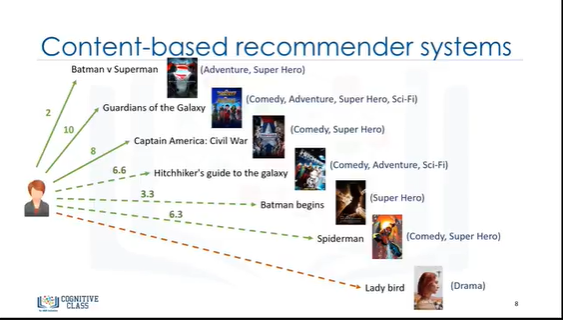 Content-based recommender systems
Batman v Superman (Adventure, Super Hero)
Guardians of the Galaxy (Comedy, Adventure, Super Hero, Sci-Fi)
2
10
Captain America: Civil War (Comedy, Super Hero)
8
6.6
Hitchhiker's guide to the galaxy (Comedy, Adventure, Sci-Fi)
3.3
Batman begins (Super Hero)
6.3
Spiderman (Comedy, Super Hero)
Lady bird (Drama)
COGNITIVE
CLASS
8